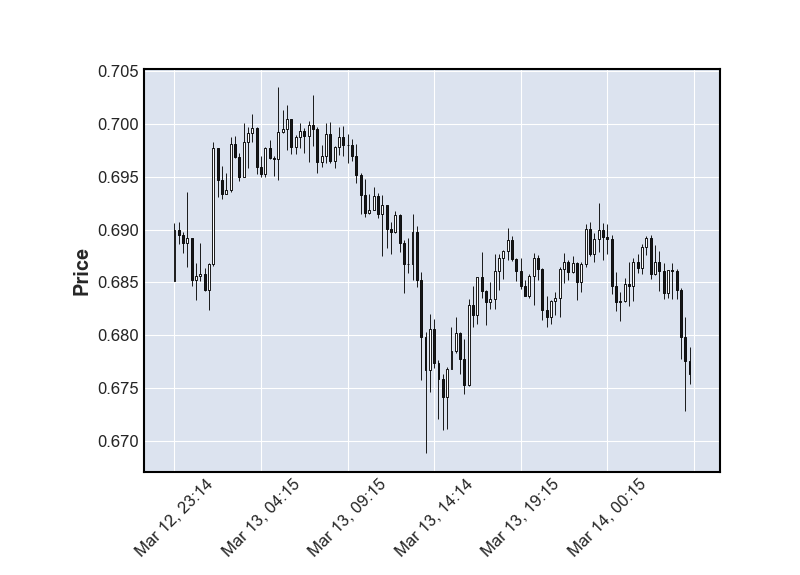 0.705
0.700
0.695
0.690
0.685
0.680
0.675
0.670
Price
Mar 12, 23:14
Mar 13, 04:15
Mar 13, 09:15
Mar 13, 14:14
Mar 13, 19:15
Mar 14, 00:15